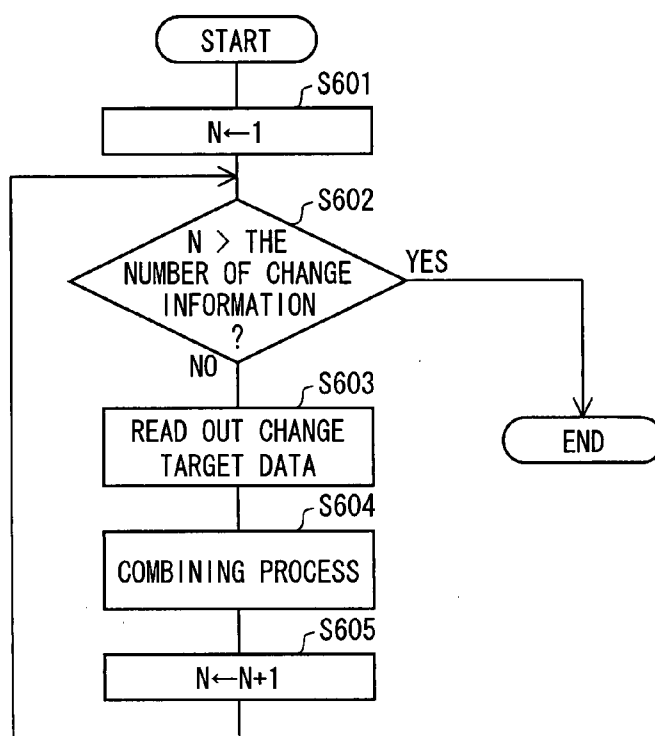 START
S601
N←1
S602
N > THE
NUMBER OF CHANGE
INFORMATION
?
YES
NO
S603
READ OUT CHANGE
TARGET DATA
END
S604
COMBINING PROCESS
S605
N←N+1